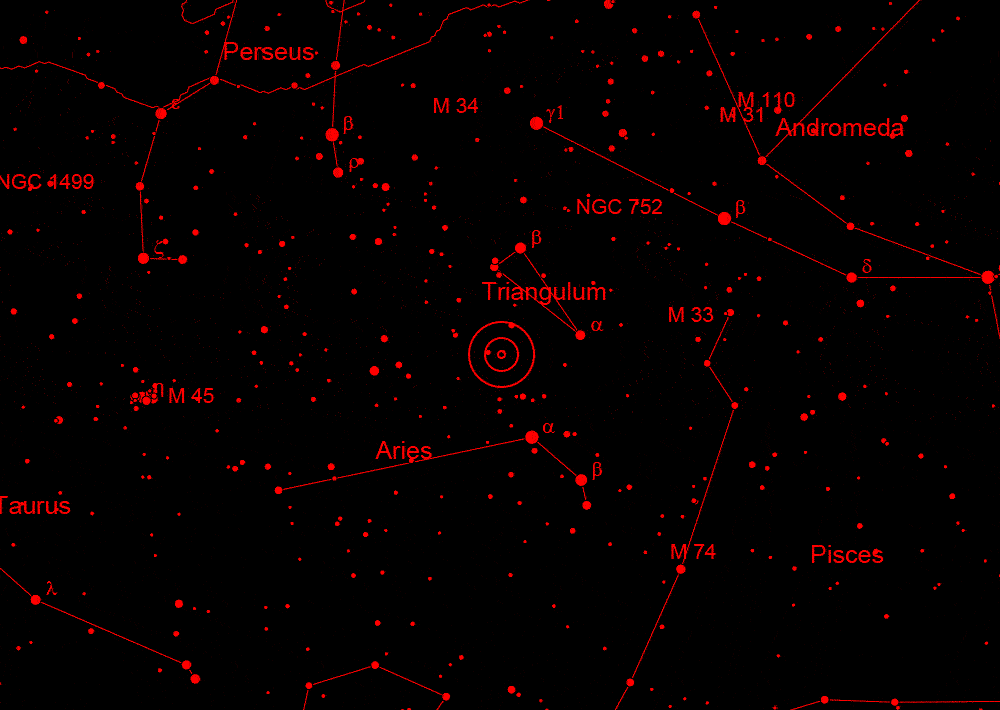 Perseus
ε
M 34
γ1
M 110
M 31
Andromeda
β
ρ
NGC 1499
NGC 752
β
ζ
β
δ
Triangulum
M 33
α
η
M 45
α
Aries
β
Taurus
M 74
Pisces
λ